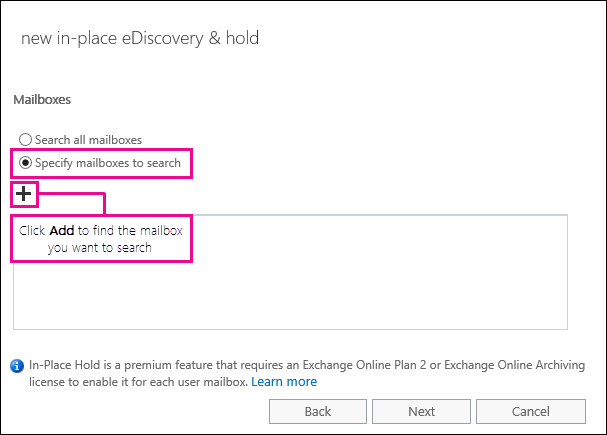 new in-place eDiscovery & hold
Mailboxes
Search all mailboxes
Specify mailboxes to search
Click Add to find the mailbox
you want to search
In-Place Hold is a premium feature that requires an Exchange Online Plan 2 or Exchange Online Archiving
license to enable it for each user mailbox. Learn more
Back Next Cancel